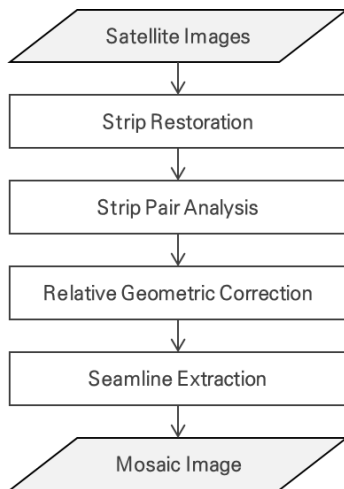 Satellite Images
Strip Restoration
Strip Pair Analysis
Relative Geometric Correction
Seamline Extraction
Mosaic Image